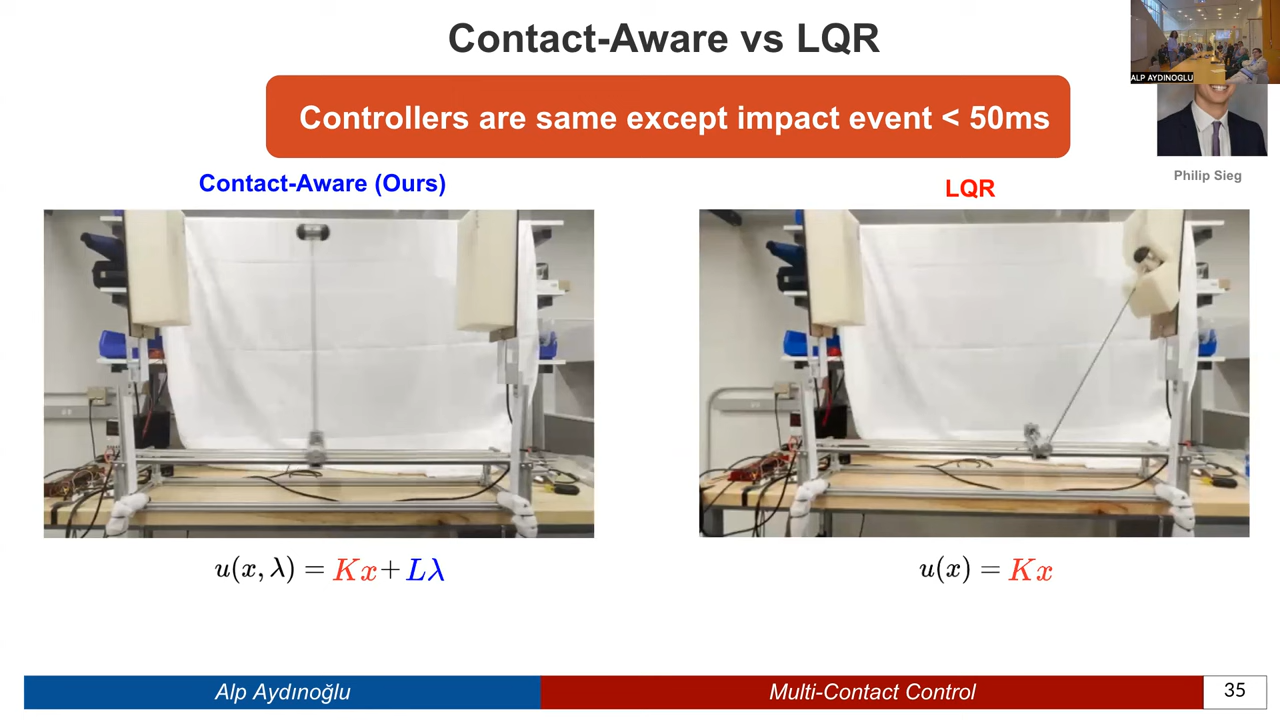 Contact-Aware vs LQR
ALP AYDINOGLU
Controllers are same except impact event < 50ms
Philip Sieg
Contact-Aware (Ours)
LQR
u(x, λ) = Kx + Lλ
u(x) = Kx
Alp Aydınoğlu
Multi-Contact Control
35